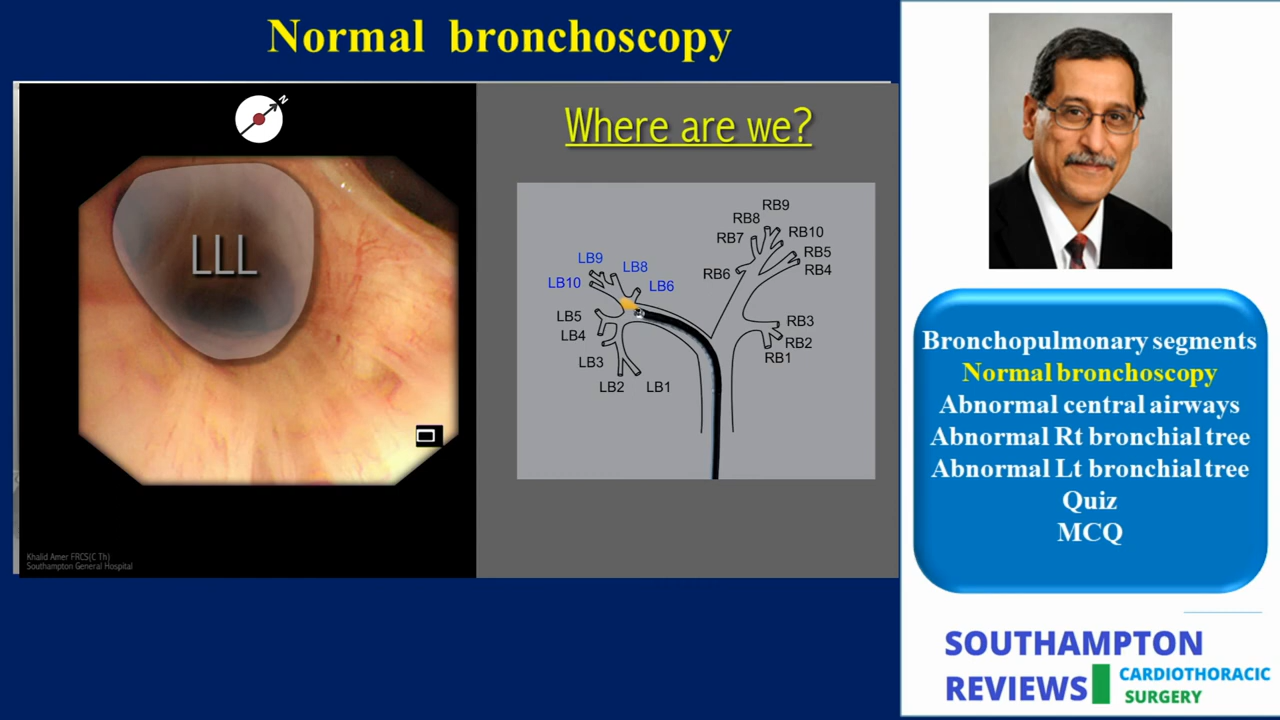 Normal bronchoscopy
N
Where are we?
LLL
RB9
RB8
RB10
RB7
RB5
RB4
RB6
LB9
LB8
LB10
LB6
LB5
LB4
LB3
LB2
LB1
RB3
RB2
RB1
Khalid Amer FRCS(C Th)
Southampton General Hospital
Bronchopulmonary segments
Normal bronchoscopy
Abnormal central airways
Abnormal Rt bronchial tree
Abnormal Lt bronchial tree
Quiz
MCQ
SOUTHAMPTON
REVIEWS
CARDIOTHORACIC
SURGERY